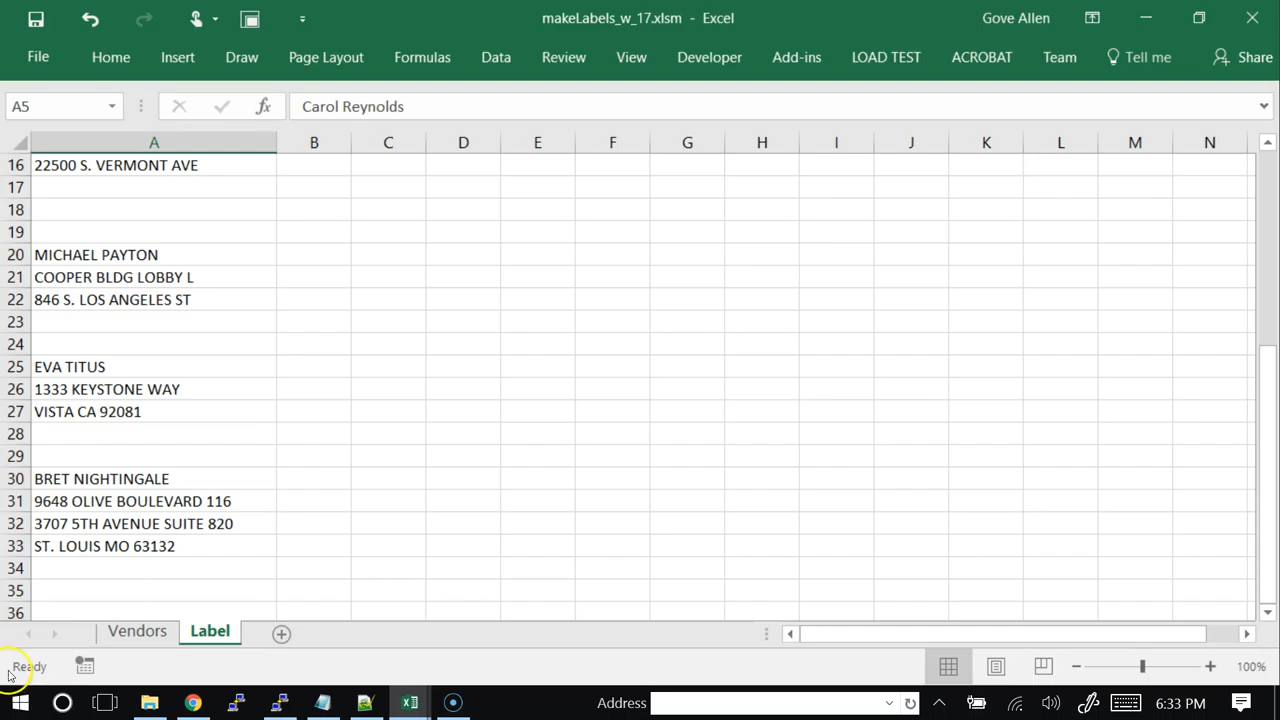 makeLabels_w_17.xlsm - Excel
Gove Allen
File Home Insert Draw Page Layout Formulas Data Review View Developer Add-ins LOAD TEST ACROBAT Team Tell me Share
A5 fx Carol Reynolds
A B C D E F G H I J K L M N
16 22500 S. VERMONT AVE
17
18
19
20 MICHAEL PAYTON
21 COOPER BLDG LOBBY L
22 846 S. LOS ANGELES ST
23
24
25 EVA TITUS
26 1333 KEYSTONE WAY
27 VISTA CA 92081
28
29
30 BRET NIGHTINGALE
31 9648 OLIVE BOULEVARD 116
32 3707 5TH AVENUE SUITE 820
33 ST. LOUIS MO 63132
34
35
36
Vendors Label
Ready 100%
Address 6:33 PM